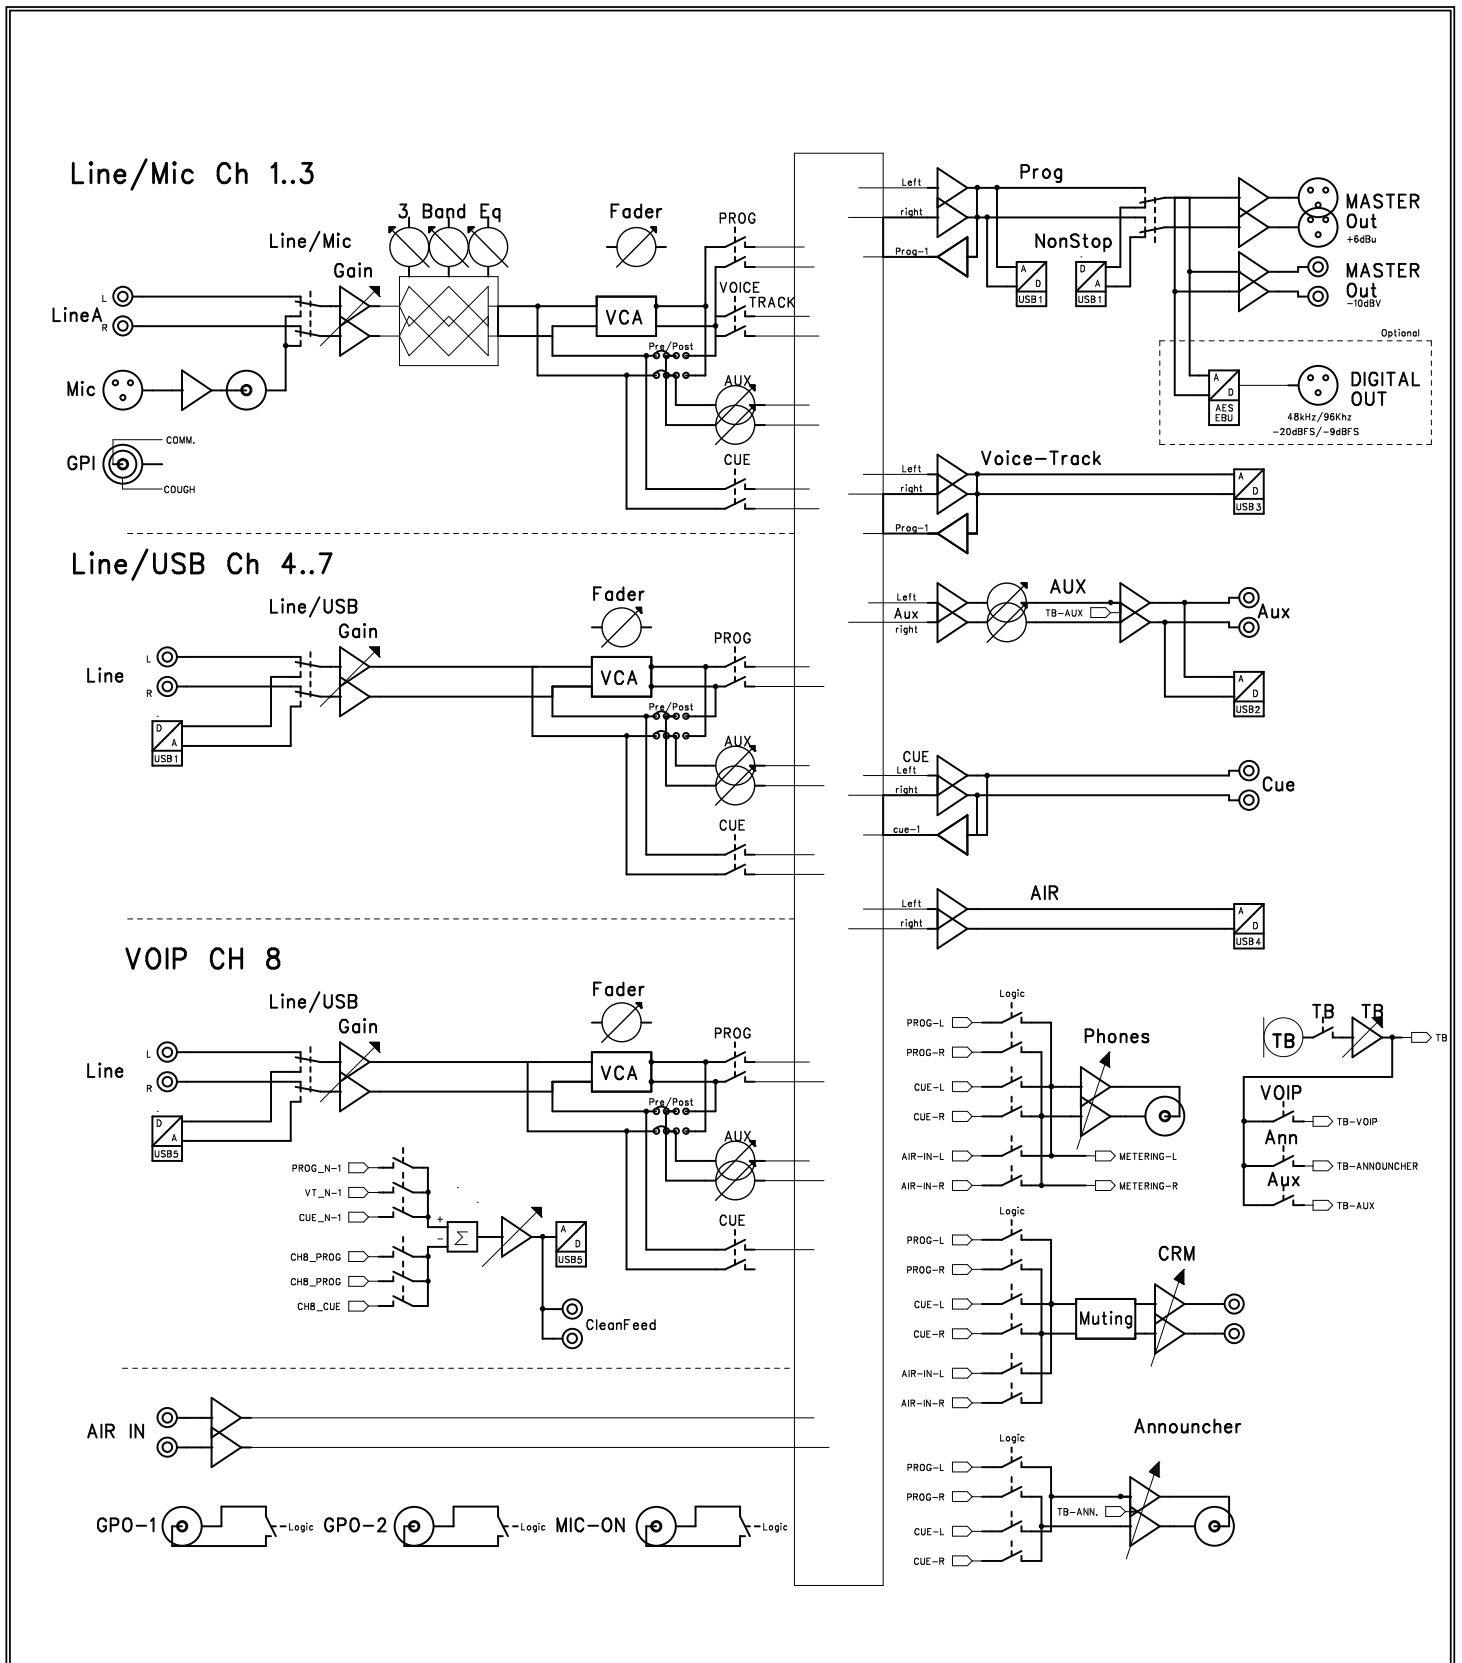 Line/Mic Ch 1..3
3 Band Eq
Fader
PROG
Line/Mic
Gain
VOICE
TRACK
LineA
L
R
VCA
Pre/Post
Mic
AUX
COMM.
GPI
COUGH
CUE
Line/USB Ch 4..7
Line/USB
Fader
Gain
PROG
L
Line
R
VCA
Pre/Post
D
A
USB1
AUX
CUE
VOIP CH 8
Line/USB
Fader
Gain
PROG
L
Line
R
VCA
Pre/Post
D
A
USB5
AUX
PROG_N-1
VT_N-1
CUE_N-1
+
-
Σ
A
D
USB5
CUE
CH8_PROG
CH8_PROG
CH8_CUE
CleanFeed
AIR IN
GPO-1
Logic
GPO-2
Logic
MIC-ON
Logic
Left
right
Prog-1
Prog
NonStop
A
D
USB1
D
A
USB1
MASTER
Out
+6dBu
MASTER
Out
-10dBV
Optional
A
D
AES
EBU
DIGITAL
OUT
48kHz/96Khz
-20dBFS/-9dBFS
Left
right
Prog-1
Voice-Track
A
D
USB3
Left
Aux
right
AUX
TB-AUX
Aux
A
D
USB2
CUE
Left
right
cue-1
Cue
AIR
Left
right
A
D
USB4
Logic
PROG-L
PROG-R
CUE-L
CUE-R
AIR-IN-L
AIR-IN-R
Phones
METERING-L
METERING-R
TB
TB
TB
TB
VOIP
TB-VOIP
Ann
TB-ANNOUNCHER
Aux
TB-AUX
Logic
PROG-L
PROG-R
CUE-L
CUE-R
AIR-IN-L
AIR-IN-R
Muting
CRM
Announcher
Logic
PROG-L
PROG-R
TB-ANN.
CUE-L
CUE-R